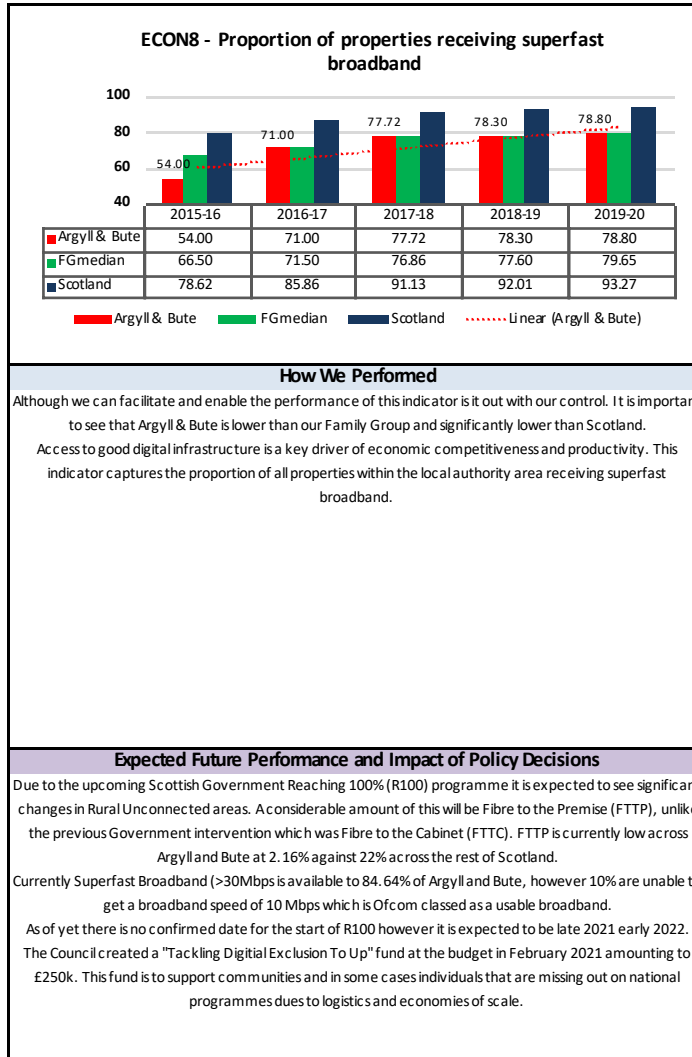 ECON8 - Proportion of properties receiving superfast
broadband
100
80
60
40
54.00
71.00
77.72
78.30
78.80
2015-16 2016-17 2017-18 2018-19 2019-20
Argyll & Bute 54.00 71.00 77.72 78.30 78.80
FGmedian 66.50 71.50 76.86 77.60 79.65
Scotland 78.62 85.86 91.13 92.01 93.27
Argyll & Bute FGmedian Scotland Linear (Argyll & Bute)
How We Performed
Although we can facilitate and enable the performance of this indicator is it out with our control. It is importan
to see that Argyll & Bute is lower than our Family Group and significantly lower than Scotland.
Access to good digital infrastructure is a key driver of economic competitiveness and productivity. This
indicator captures the proportion of all properties within the local authority area receiving superfast
broadband.
Expected Future Performance and Impact of Policy Decisions
Due to the upcoming Scottish Government Reaching 100% (R100) programme it is expected to see significan
changes in Rural Unconnected areas. A considerable amount of this will be Fibre to the Premise (FTTP), unlik
the previous Government intervention which was Fibre to the Cabinet (FTTC). FTTP is currently low across
Argyll and Bute at 2.16% against 22% across the rest of Scotland.
Currently Superfast Broadband (>30Mbps is available to 84.64% of Argyll and Bute, however 10% are unable t
get a broadband speed of 10 Mbps which is Ofcom classed as a usable broadband.
As of yet there is no confirmed date for the start of R100 however it is expected to be late 2021 early 2022.
The Council created a "Tackling Digitial Exclusion To Up" fund at the budget in February 2021 amounting to
£250k. This fund is to support communities and in some cases individuals that are missing out on national
programmes dues to logistics and economies of scale.